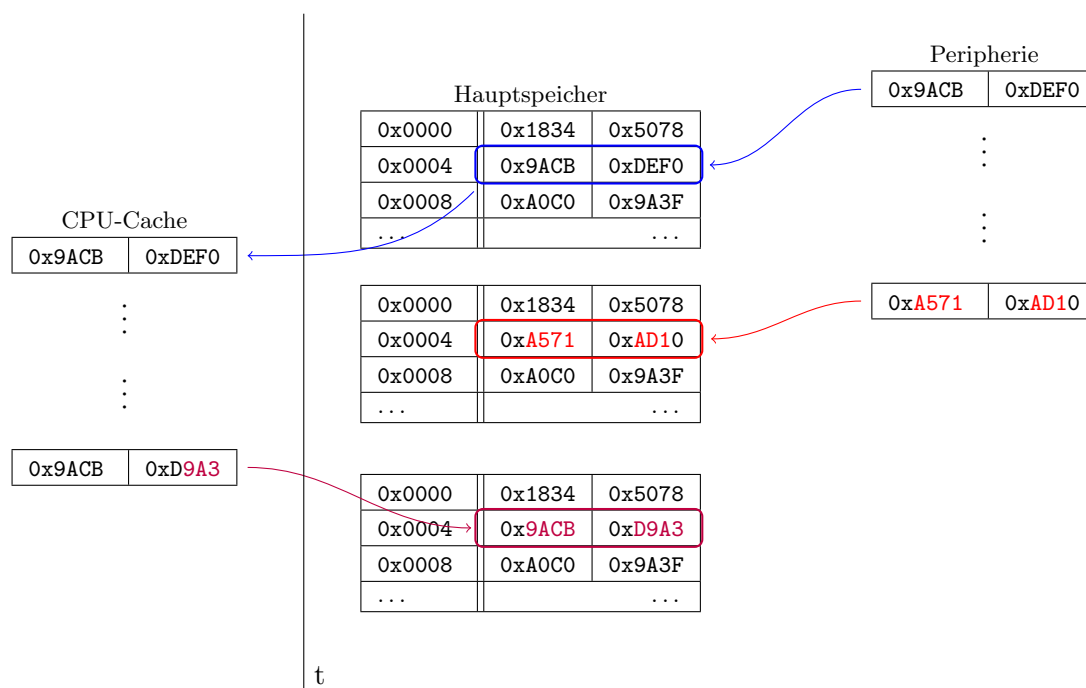 Peripherie
0x9ACB 0xDEF0
⋮
⋮
0xA571 0xAD10
Hauptspeicher
0x0000 0x1834 0x5078
0x0004 0x9ACB 0xDEF0
0x0008 0xA0C0 0x9A3F
... ...
0x0000 0x1834 0x5078
0x0004 0xA571 0xAD10
0x0008 0xA0C0 0x9A3F
... ...
0x0000 0x1834 0x5078
0x0004 0x9ACB 0xD9A3
0x0008 0xA0C0 0x9A3F
... ...
CPU-Cache
0x9ACB 0xDEF0
⋮
⋮
0x9ACB 0xD9A3
t